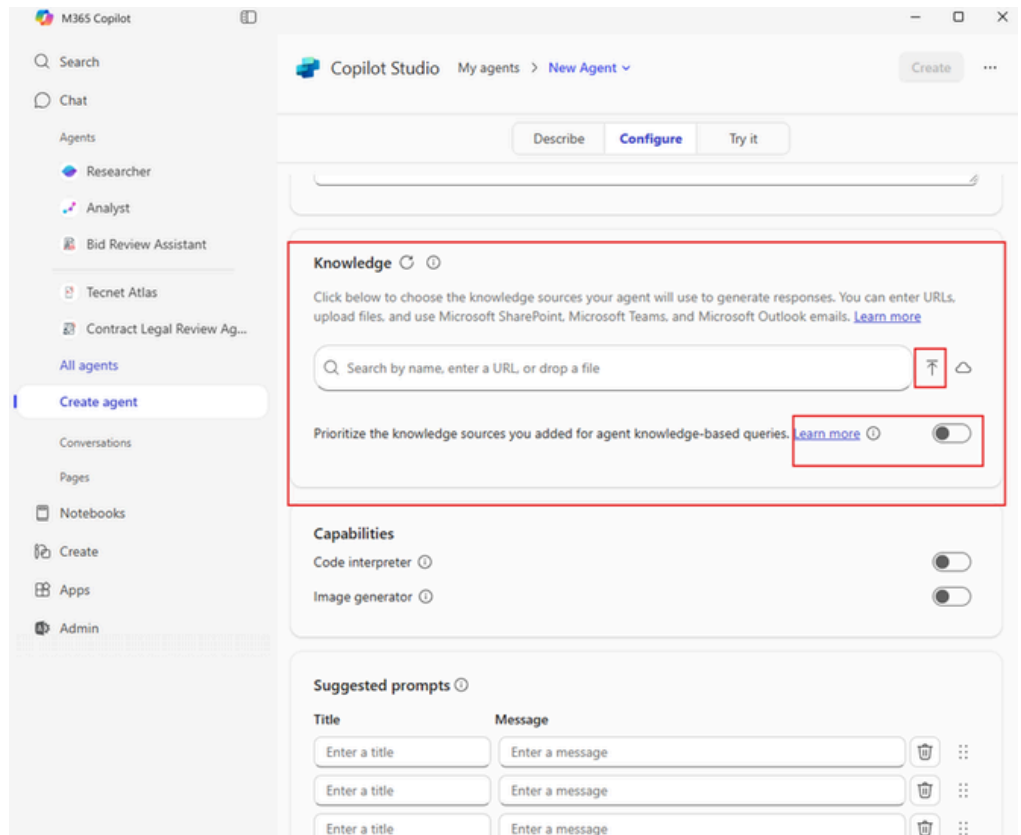 M365 Copilot
Search
Chat
Agents
Researcher
Analyst
Bid Review Assistant
Tecnet Atlas
Contract Legal Review Ag...
All agents
Create agent
Conversations
Pages
Notebooks
Create
Apps
Admin
Copilot Studio My agents > New Agent
Create
Describe Configure Try it
Knowledge
Click below to choose the knowledge sources your agent will use to generate responses. You can enter URLs,
upload files, and use Microsoft SharePoint, Microsoft Teams, and Microsoft Outlook emails. Learn more
Search by name, enter a URL, or drop a file
Prioritize the knowledge sources you added for agent knowledge-based queries. Learn more
Capabilities
Code interpreter
Image generator
Suggested prompts
Title Message
Enter a title Enter a message
Enter a title Enter a message
Enter a title Enter a message